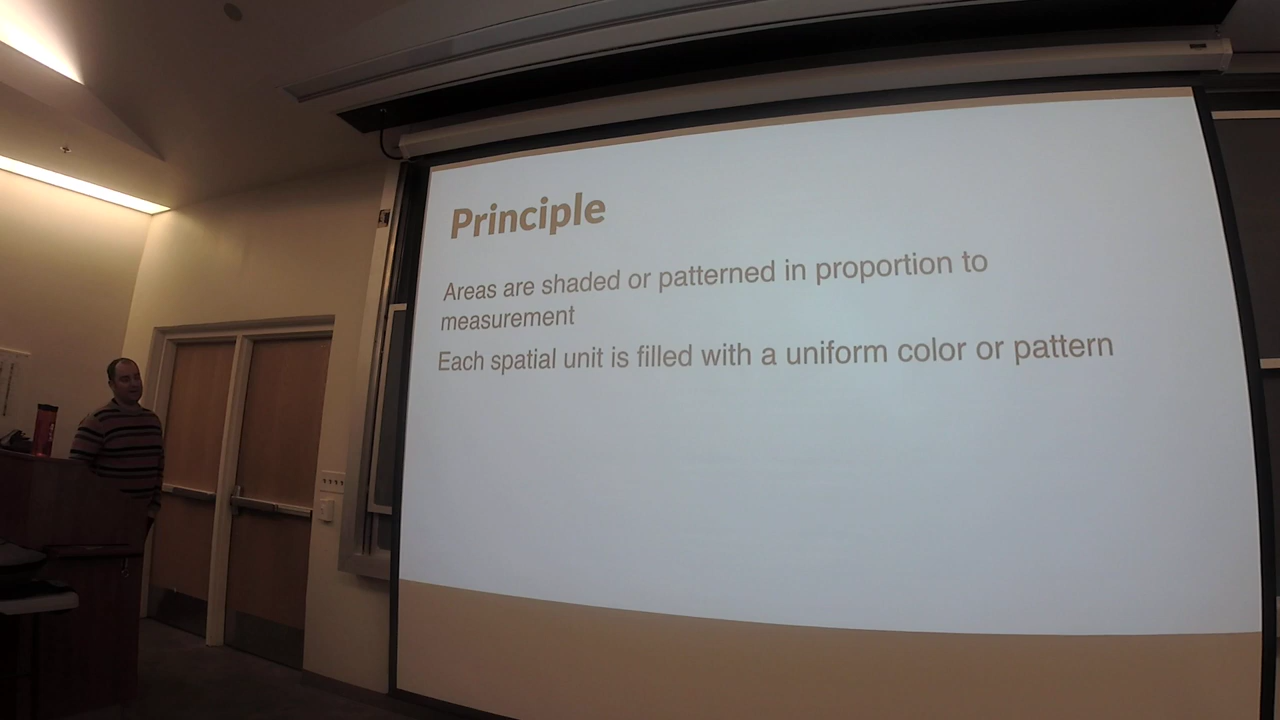 Principle
Areas are shaded or patterned in proportion to
measurement
Each spatial unit is filled with a uniform color or pattern